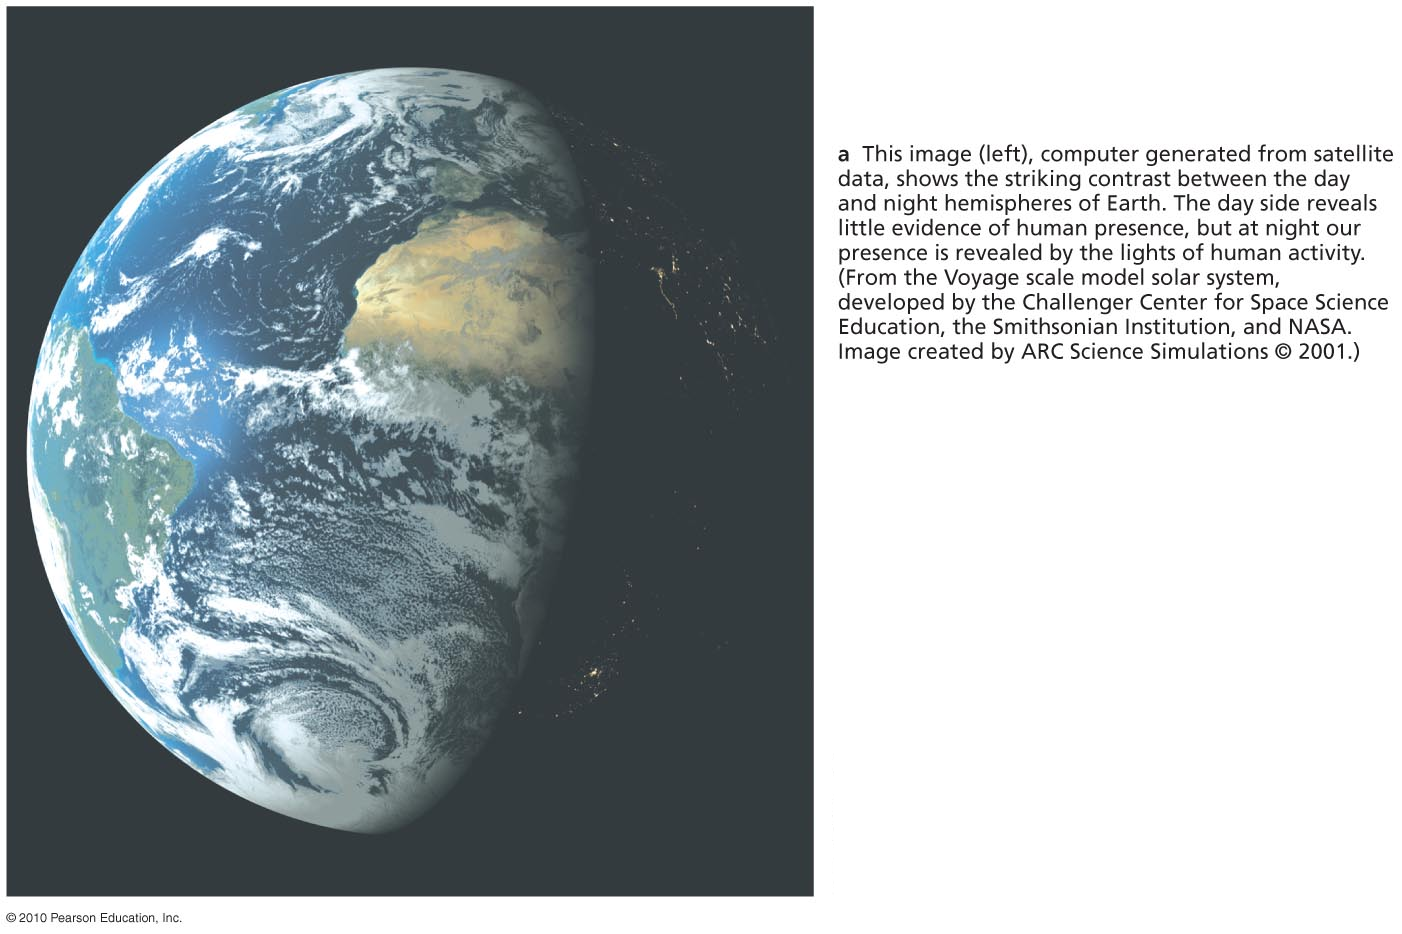 a This image (left), computer generated from satellite
data, shows the striking contrast between the day
and night hemispheres of Earth. The day side reveals
little evidence of human presence, but at night our
presence is revealed by the lights of human activity.
(From the Voyage scale model solar system,
developed by the Challenger Center for Space Science
Education, the Smithsonian Institution, and NASA.
Image created by ARC Science Simulations © 2001.)
© 2010 Pearson Education, Inc.